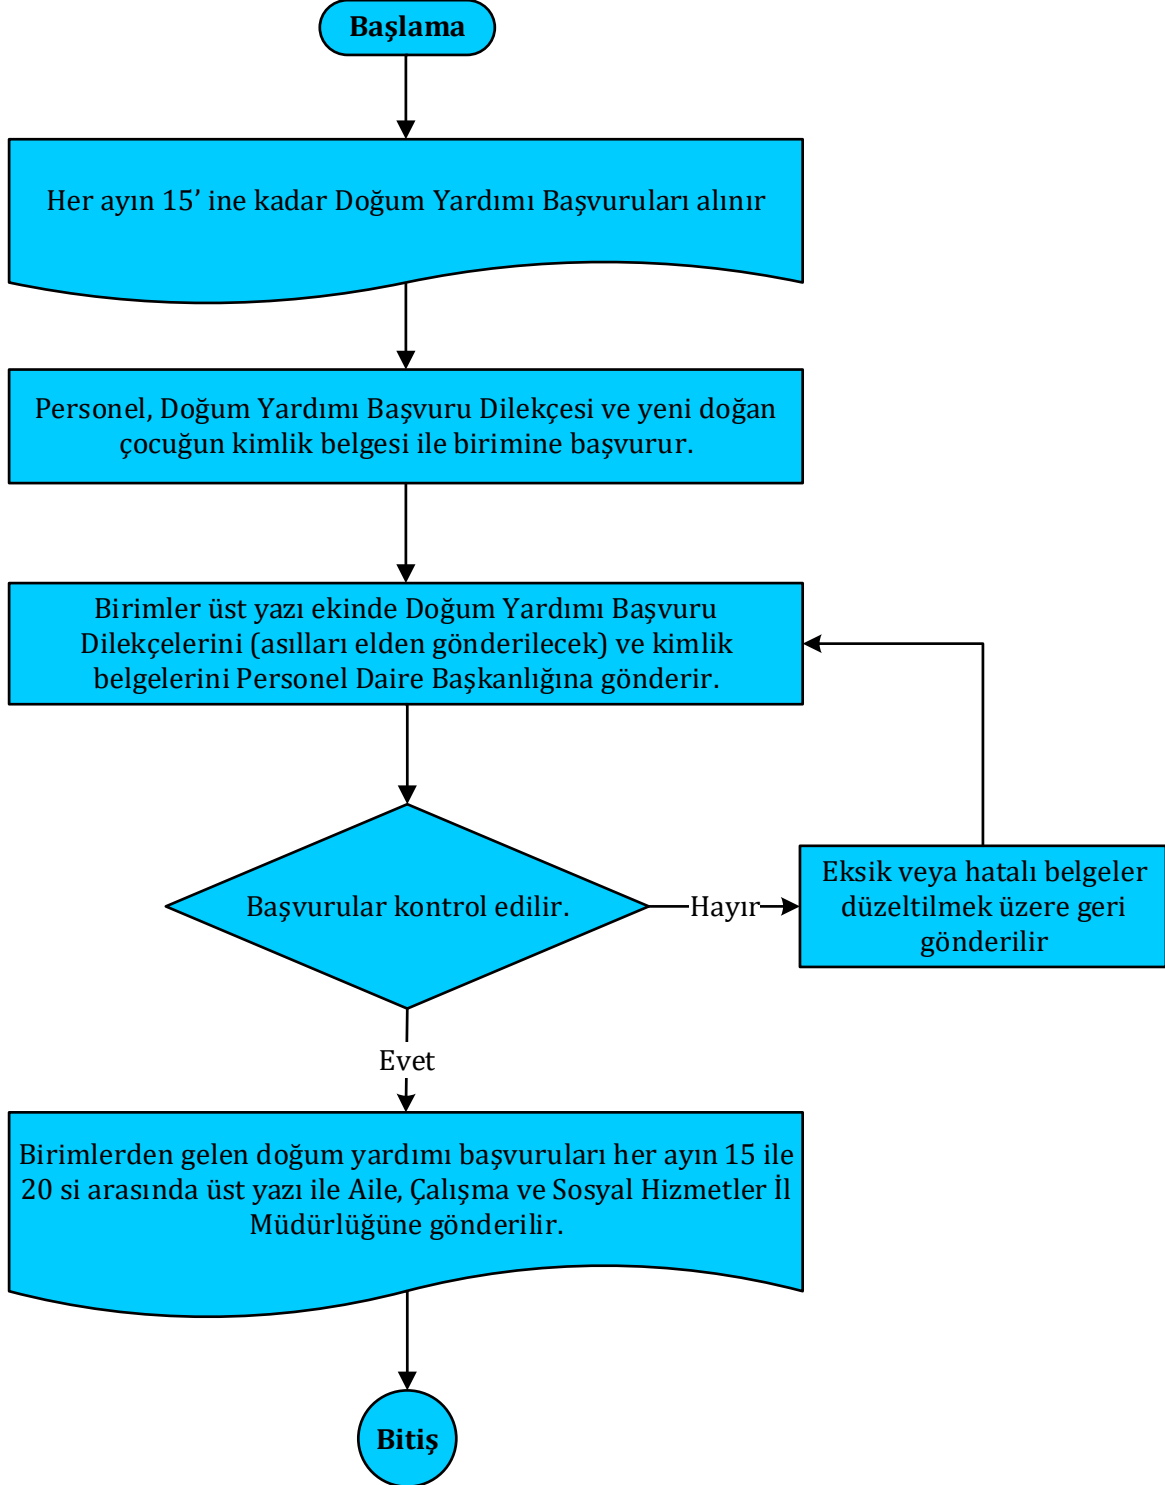 Başlama
Her ayın 15’ ine kadar Doğum Yardımı Başvuruları alınır
Personel, Doğum Yardımı Başvuru Dilekçesi ve yeni doğan
çocuğun kimlik belgesi ile birimine başvurur.
Birimler üst yazı ekinde Doğum Yardımı Başvuru
Dilekçelerini (asılları elden gönderilecek) ve kimlik
belgelerini Personel Daire Başkanlığına gönderir.
Başvurular kontrol edilir.
Hayır
Eksik veya hatalı belgeler
düzeltilmek üzere geri
gönderilir
Evet
Birimlerden gelen doğum yardımı başvuruları her ayın 15 ile
20 si arasında üst yazı ile Aile, Çalışma ve Sosyal Hizmetler İl
Müdürlüğüne gönderilir.
Bitiş